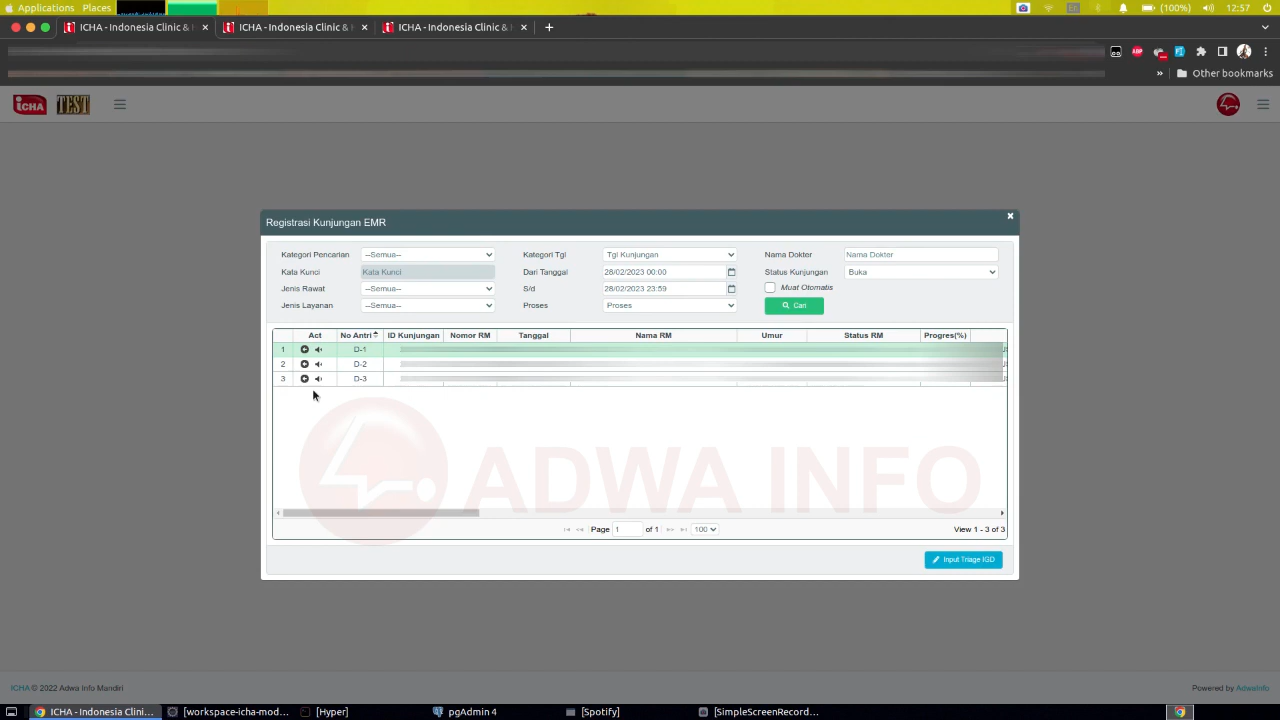 Applications Places En (100%) 12:57
ICHA - Indonesia Clinic & ICHA - Indonesia Clinic & ICHA - Indonesia Clinic &
ABP
» Other bookmarks
iCHA TEST
Registrasi Kunjungan EMR
Kategori Pencarian --Semua-- Kategori Tgl Tgl Kunjungan Nama Dokter Nama Dokter
Kata Kunci Kata Kunci Dari Tanggal 28/02/2023 00:00 Status Kunjungan Buka
Jenis Rawat --Semua-- S/d 28/02/2023 23:59 Muat Otomatis
Jenis Layanan --Semua-- Proses Proses Cari
Act No Antri ID Kunjungan Nomor RM Tanggal Nama RM Umur Status RM Progres(%)
1 D-1
2 D-2
3 D-3
ADWA INFO
Page 1 of 1 100 View 1 - 3 of 3
Input Triage IGD
ICHA © 2022 Adwa Info Mandiri Powered by AdwaInfo
ICHA - Indonesia Clini... [workspace-icha-mod... [Hyper] pgAdmin 4 [Spotify] [SimpleScreenRecord...